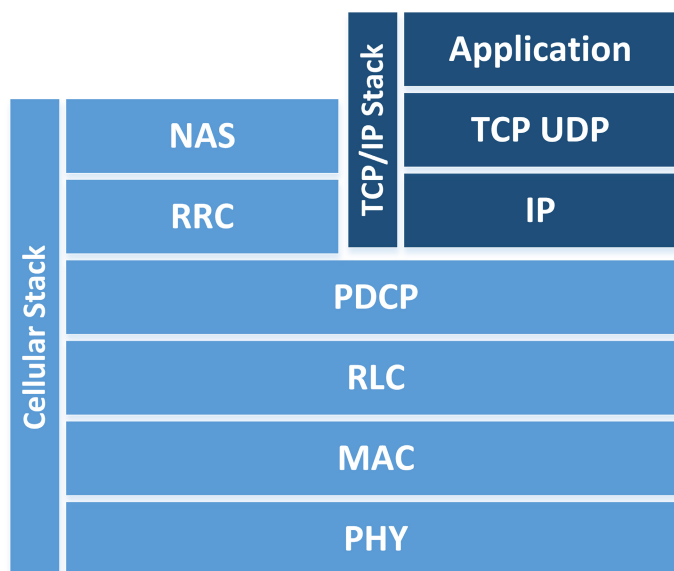 Application
TCP/IP Stack
TCP UDP
IP
Cellular Stack
NAS
RRC
PDCP
RLC
MAC
PHY